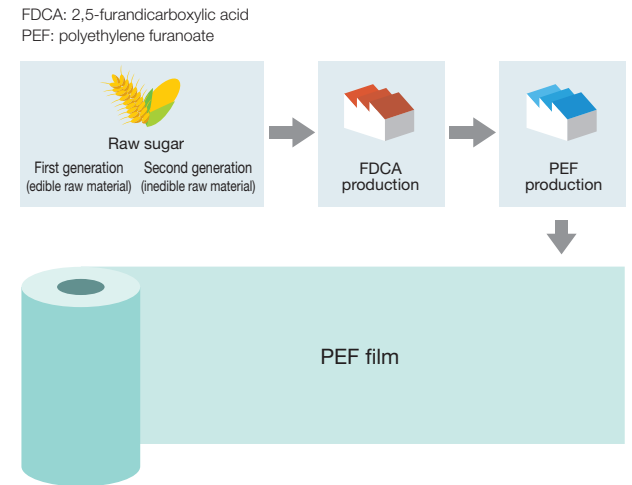 FDCA: 2,5-furandicarboxylic acid
PEF: polyethylene furanoate
Raw sugar
First generation
(edible raw material)
Second generation
(inedible raw material)
FDCA
production
PEF
production
PEF film